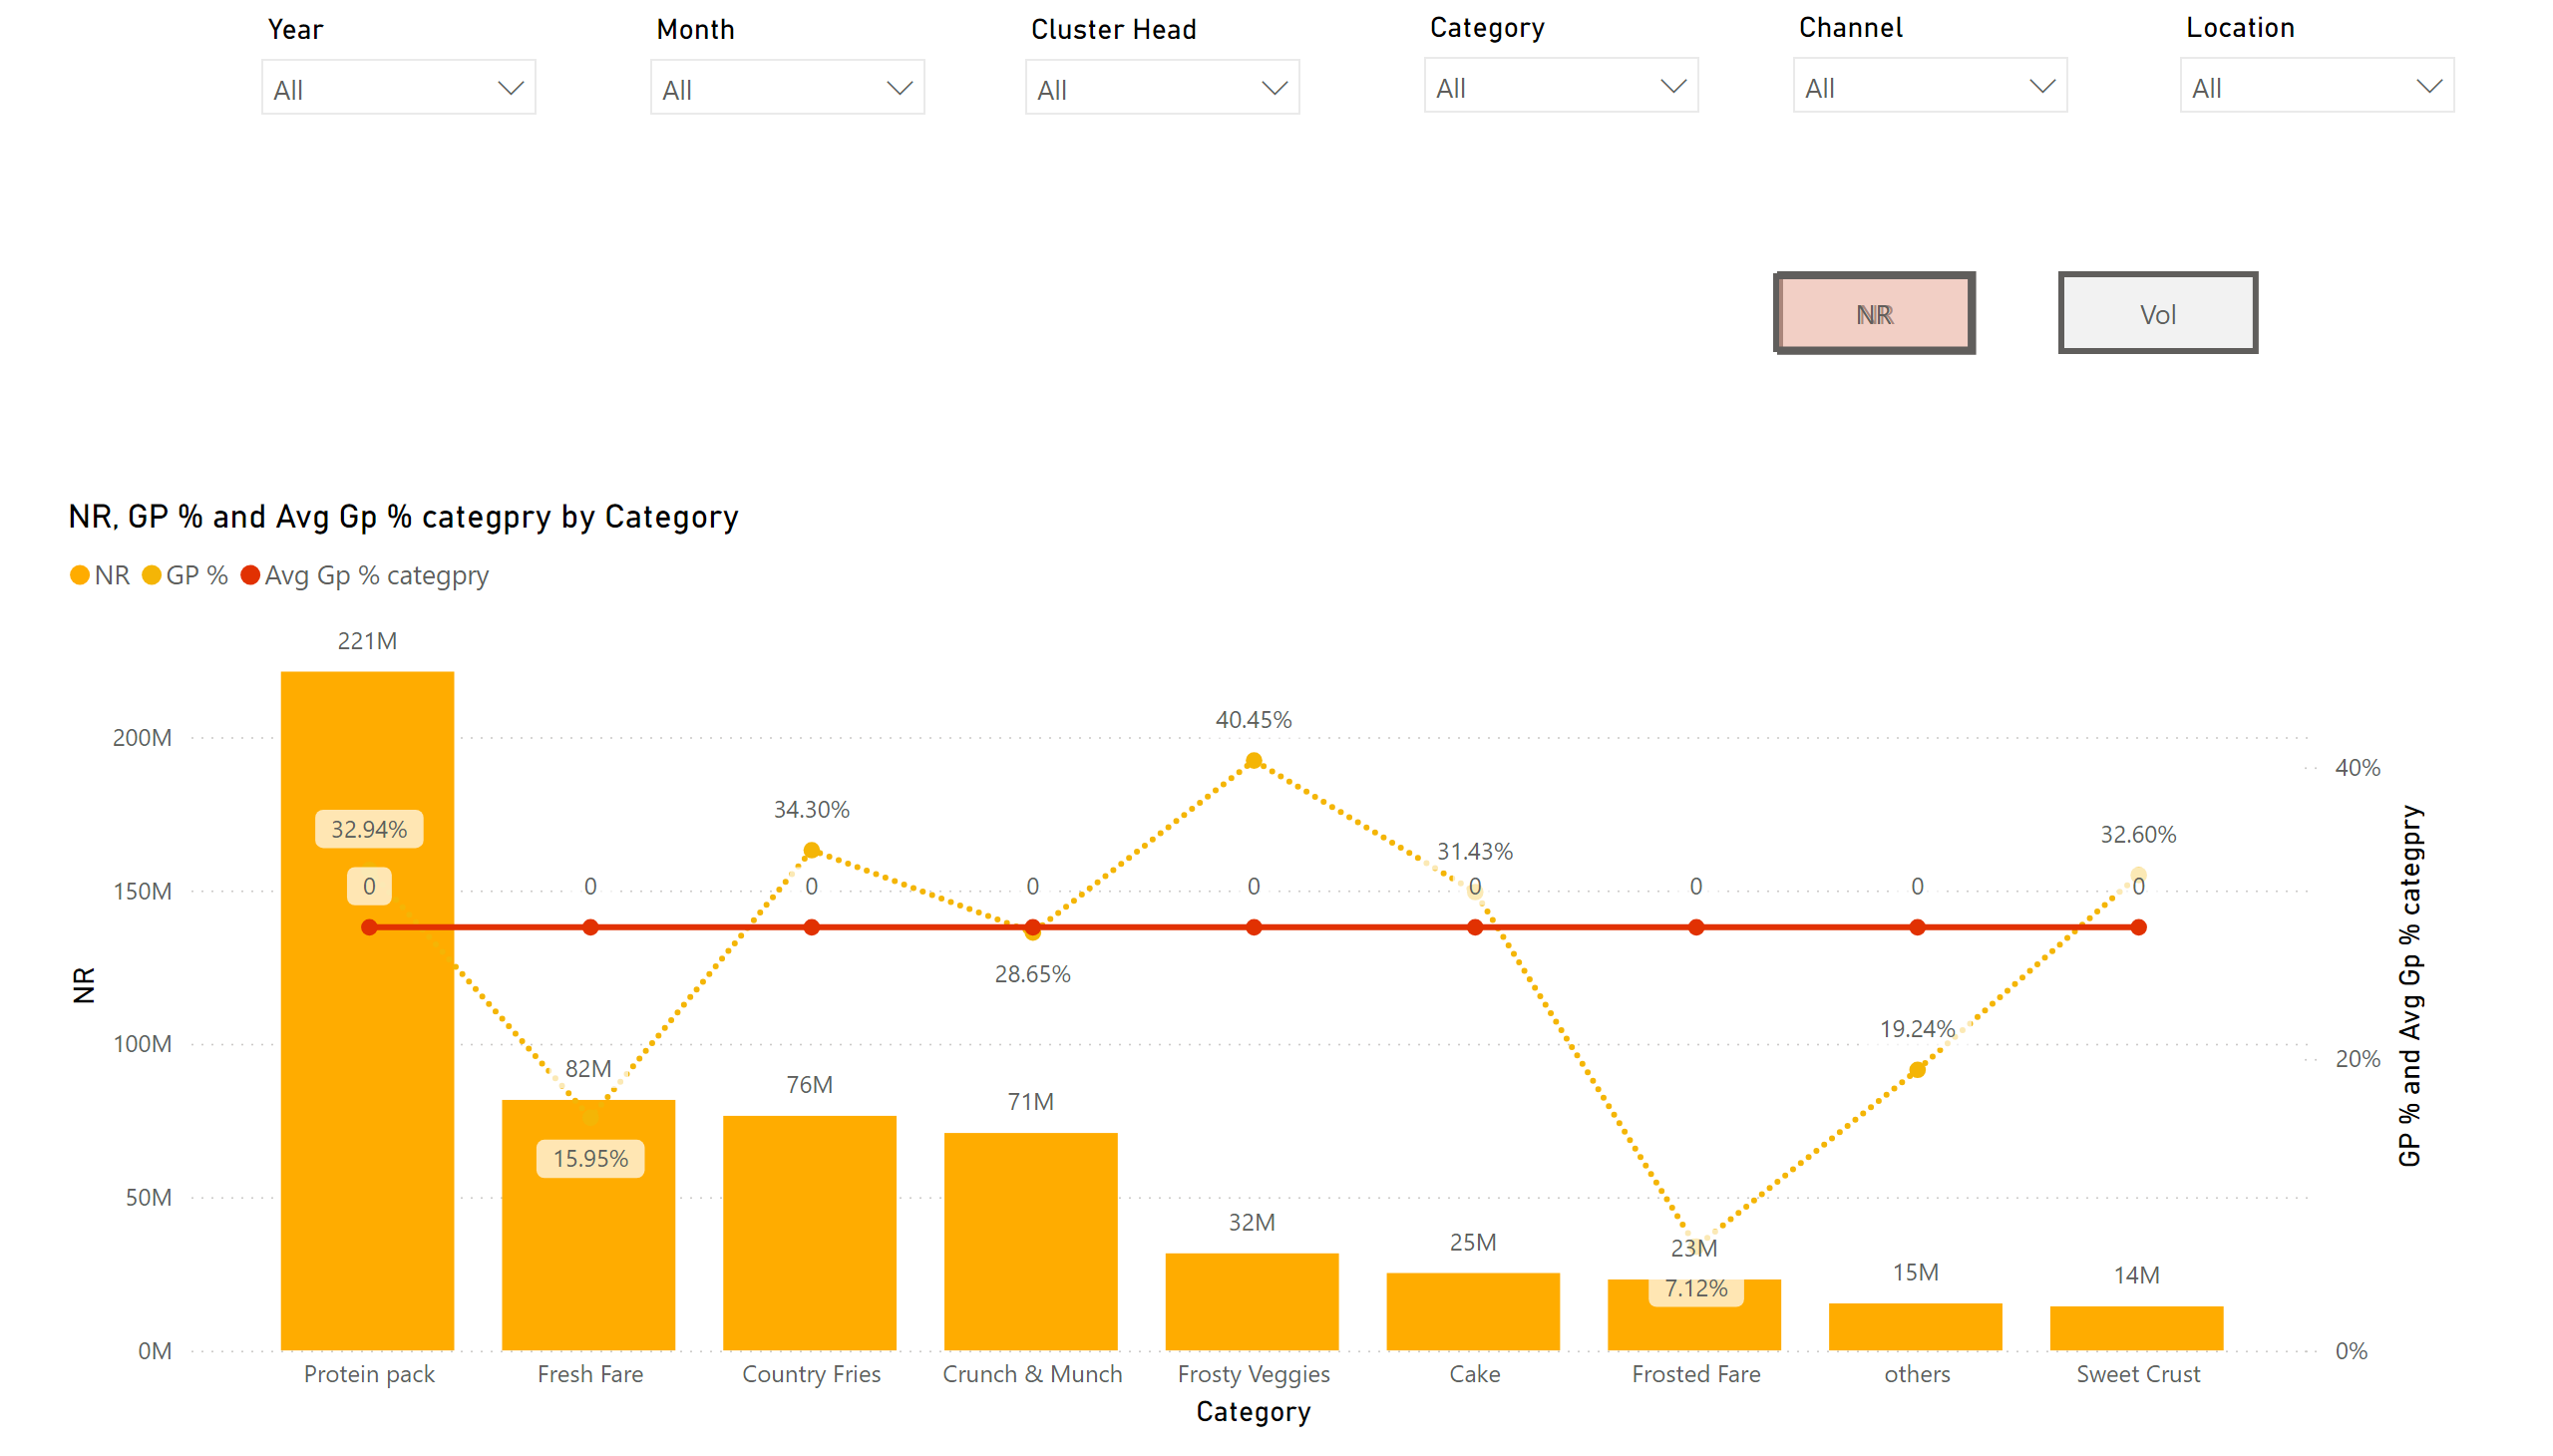 Year Month Cluster Head Category Channel Location
All All All All All All
NR Vol
NR, GP % and Avg Gp % categpry by Category
NR GP % Avg Gp % categpry
221M
40.45%
200M
40%
34.30%
32.94%
32.60%
31.43%
150M
0 0 0 0 0 0 0 0 0
28.65%
19.24%
100M
20%
82M
76M
71M
15.95%
50M
32M
25M
23M
15M
14M
7.12%
0M
0%
Protein pack Fresh Fare Country Fries Crunch & Munch Frosty Veggies Cake Frosted Fare others Sweet Crust
Category
NR
GP % and Avg Gp % categpry